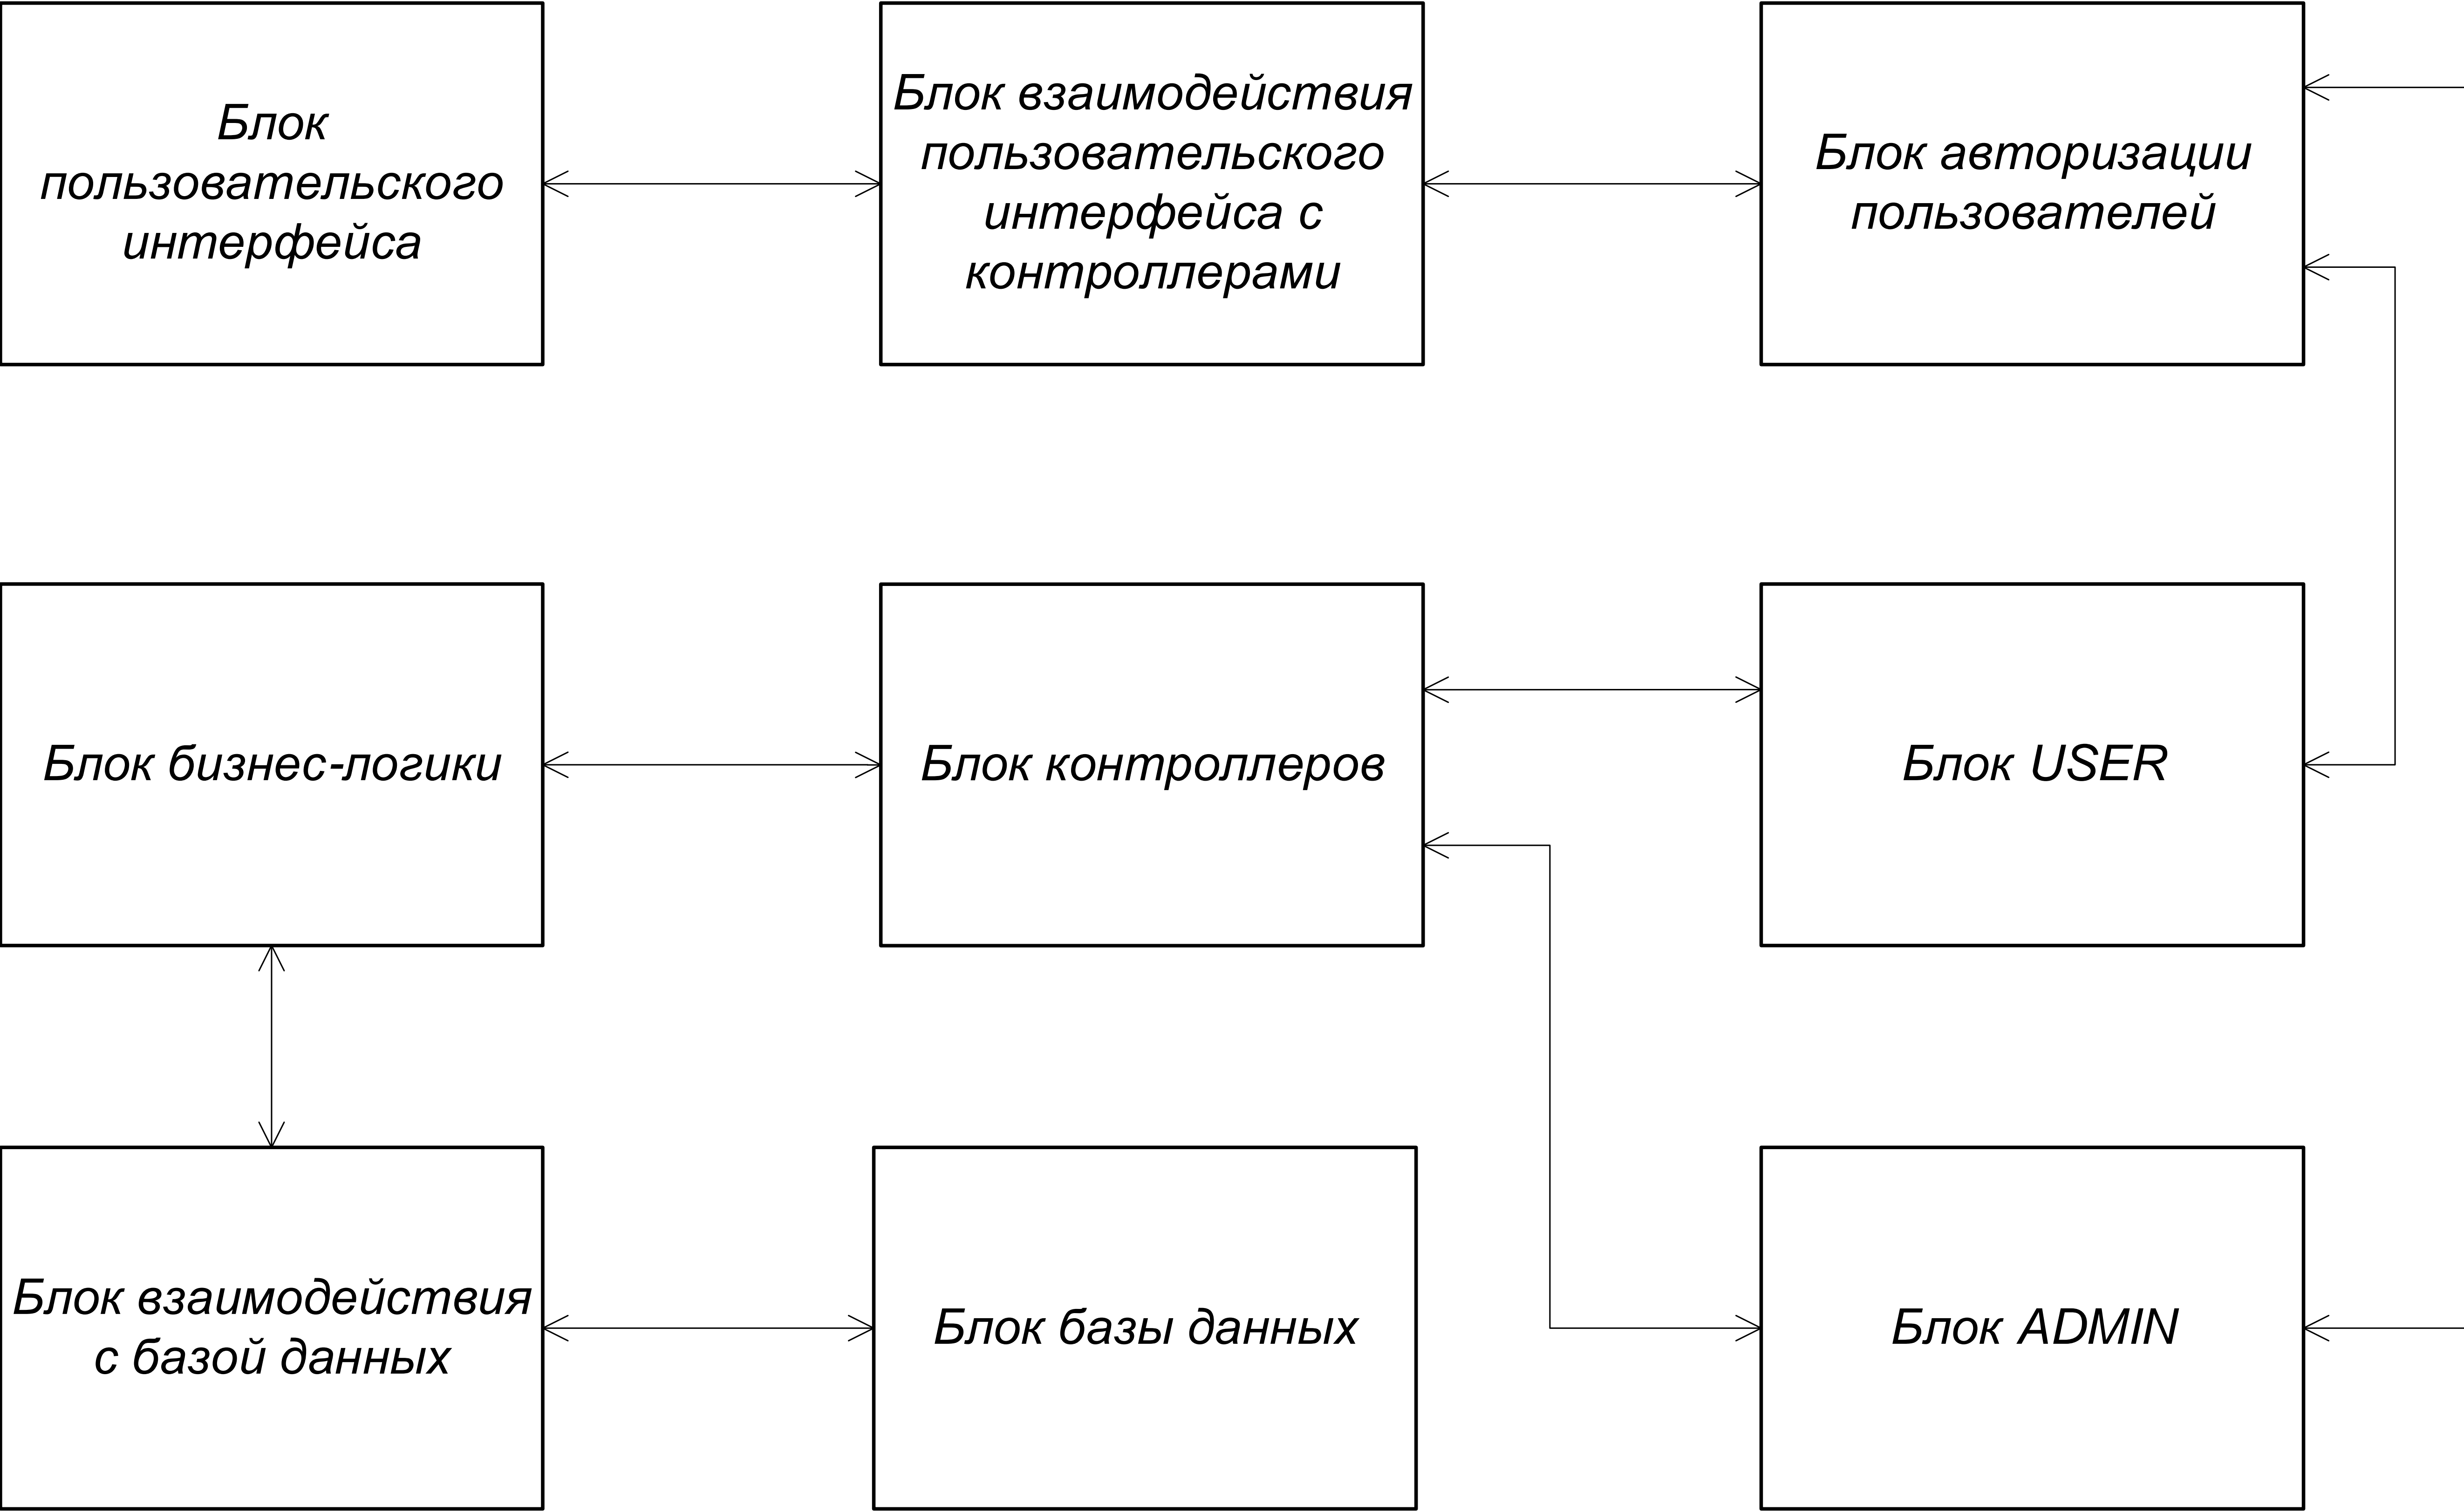 Блок
пользовательского
интерфейса
Блок взаимодействия
пользовательского
интерфейса с
контроллерами
Блок авторизации
пользователей
Блок бизнес-логики
Блок контроллеров
Блок USER
Блок взаимодействия
с базой данных
Блок базы данных
Блок ADMIN